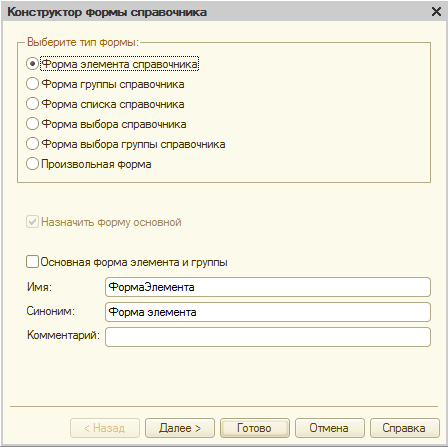 Конструктор формы справочника
Выберите тип формы:
Форма элемента справочника
Форма группы справочника
Форма списка справочника
Форма выбора справочника
Форма выбора группы справочника
Произвольная форма
Назначить форму основной
Основная форма элемента и группы
Имя: ФормаЭлемента
Синоним: Форма элемента
Комментарий:
< Назад Далее > Готово Отмена Справка